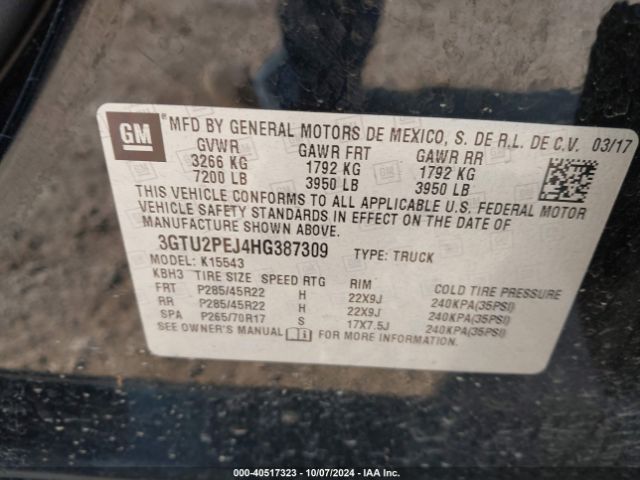 GM MFD BY GENERAL MOTORS DE MEXICO, S. DE R.L. DE C.V. 03/17
GVWR GAWR FRT GAWR RR
3266 KG 1792 KG 1792 KG
7200 LB 3950 LB 3950 LB
THIS VEHICLE CONFORMS TO ALL APPLICABLE U.S. FEDERAL MOTOR
VEHICLE SAFETY STANDARDS IN EFFECT ON THE DATE OF
MANUFACTURE SHOWN ABOVE.
3GTU2PEJ4HG387309 TYPE: TRUCK
MODEL: K15543
KBH3 TIRE SIZE SPEED RTG RIM COLD TIRE PRESSURE
FRT P285/45R22 H 22X9J 240KPA(35PSI)
RR P285/45R22 H 22X9J 240KPA(35PSI)
SPA P265/70R17 S 17X7.5J 240KPA(35PSI)
SEE OWNER'S MANUAL FOR MORE INFORMATION.
000-40517323 - 10/07/2024 - IAA Inc.